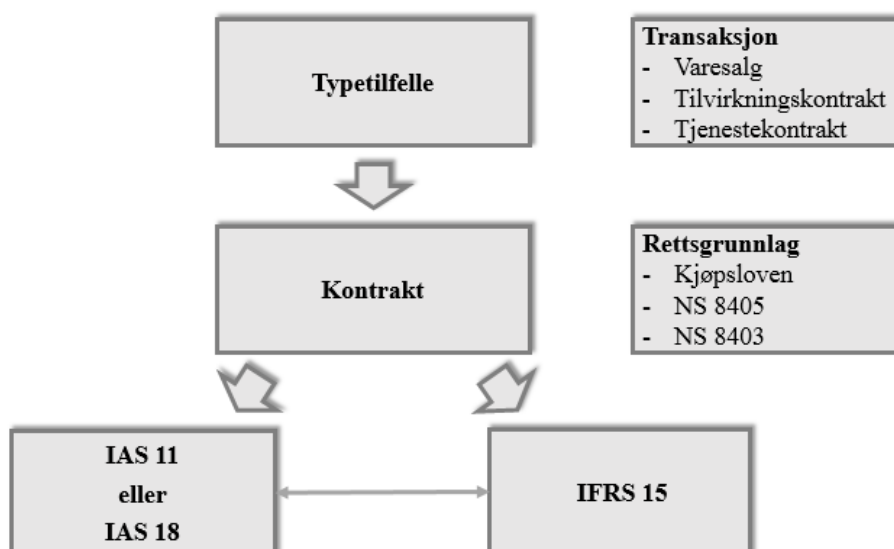 Typetilfelle
Transaksjon
- Varesalg
- Tilvirkningskontrakt
- Tjenestekontrakt
Kontrakt
Rettsgrunnlag
- Kjøpsloven
- NS 8405
- NS 8403
IAS 11
eller
IAS 18
IFRS 15